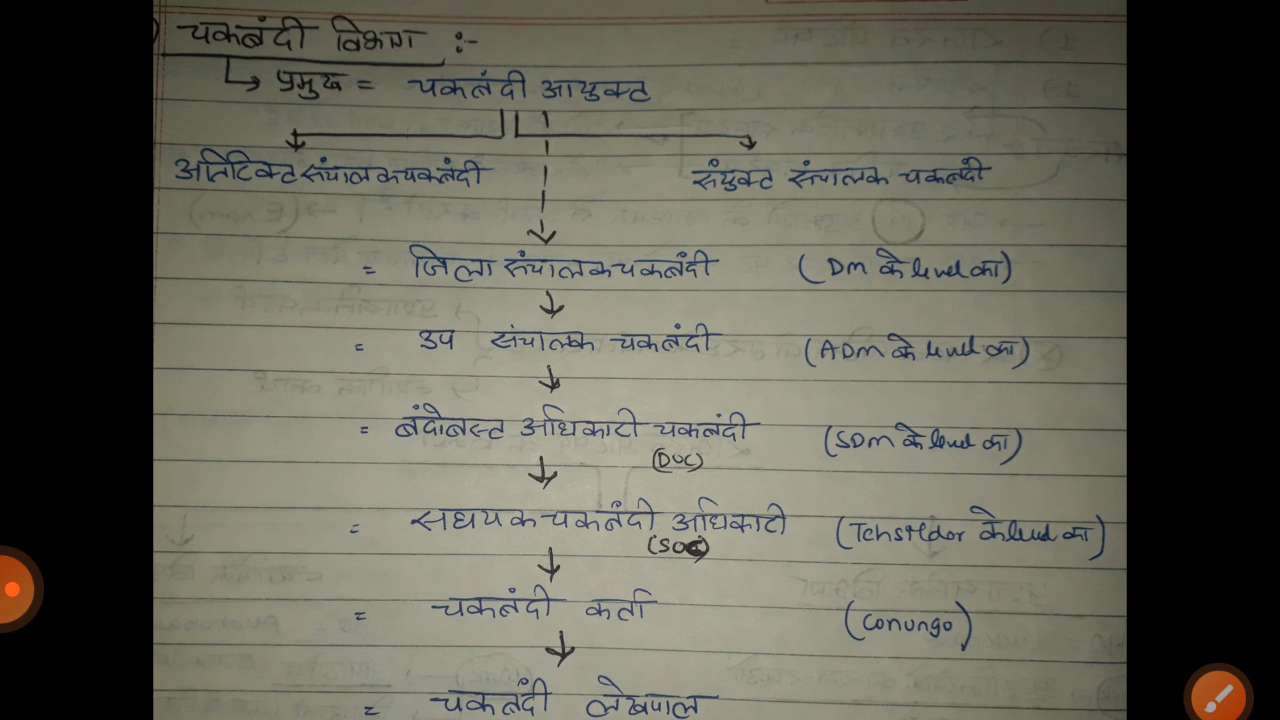 चकबंदी विभाग :-
↳ प्रमुख = चकबंदी आयुक्ट
अतिटिक्ट संचालक चकबंदी संयुक्ट संचालक चकबंदी
= जिला संचालक चकबंदी (Dm के level का)
= उप संचालक चकबंदी (ADm के level का)
= बंदोबस्ट अधिकाटी चकबंदी (SDm के level का)
(DOC)
= सहायक चकबंदी अधिकाटी (Tehsildar के level का)
(SOC)
= चकबंदी कर्ता (Conungo)
= चकबंदी लेखपाल